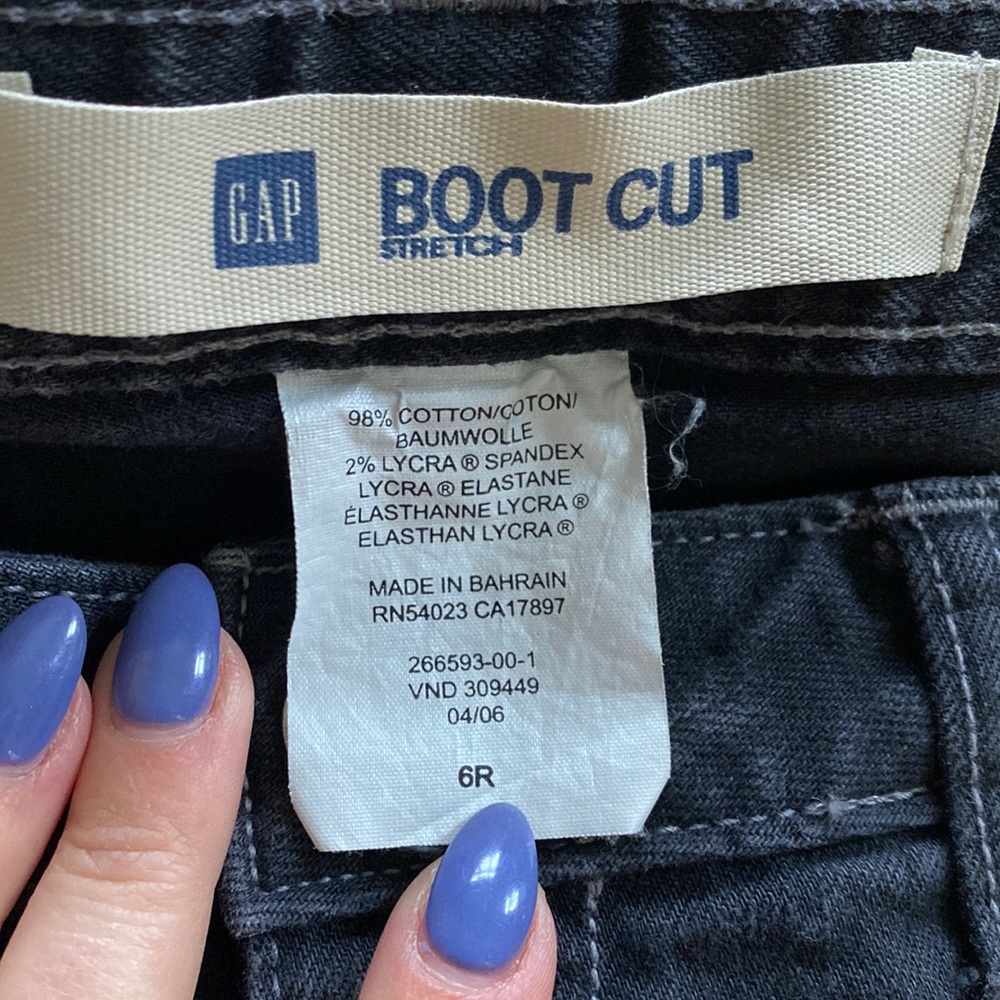 GAP
BOOT CUT
STRETCH
98% COTTON/COTON/
BAUMWOLLE
2% LYCRA ® SPANDEX
LYCRA ® ELASTANE
ÉLASTHANNE LYCRA ®
ELASTHAN LYCRA ®
MADE IN BAHRAIN
RN54023 CA17897
266593-00-1
VND 309449
04/06
6R